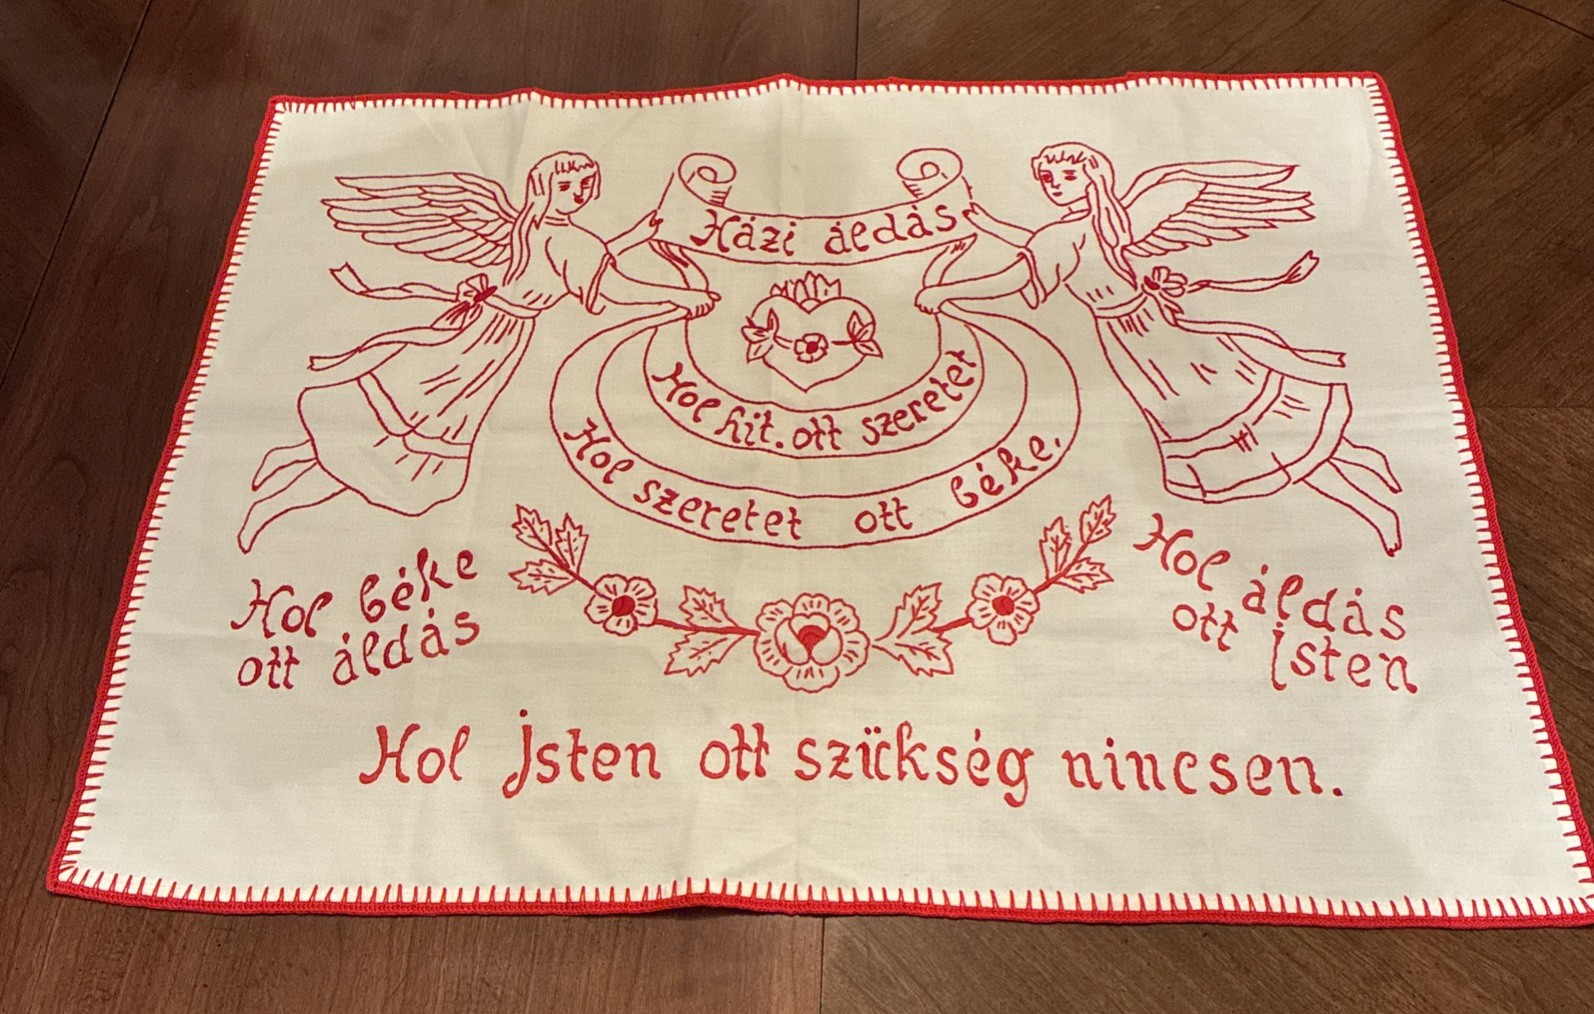 Házi áldás
Hol hit. ott szeretet
Hol szeretet ott béke.
Hol béke
ott áldás
Hol áldás
ott Isten
Hol Isten ott szükség nincsen.